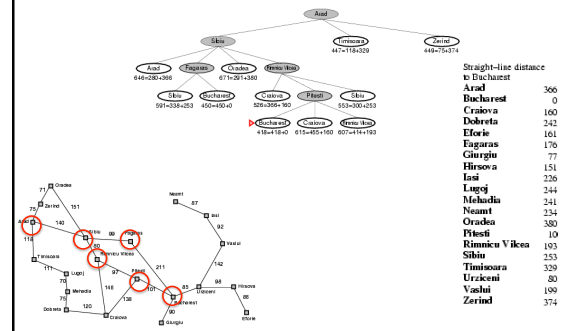 Arad
Sibiu
Timisoara
Zerind
447=118+329
449=75+374
Arad
Fagaras
Oradea
Rimnicu Vilcea
646=280+366
671=291+380
Sibiu
Bucharest
Craiova
Pitesti
Sibiu
591=338+253
450=450+0
526=366+160
553=300+253
Bucharest
Craiova
Rimnicu Vilcea
418=418+0
615=455+160
607=414+193
Straight–line distance
to Bucharest
Arad 366
Bucharest 0
Craiova 160
Dobreta 242
Eforie 161
Fagaras 176
Giurgiu 77
Hirsova 151
Iasi 226
Lugoj 244
Mehadia 241
Neamt 234
Oradea 380
Pitesti 10
Rimnicu Vilcea 193
Sibiu 253
Timisoara 329
Urziceni 80
Vaslui 199
Zerind 374
Oradea
71
Zerind
75
151
Arad
140
118
Sibiu
99
Fagaras
80
Rimnicu Vilcea
Timisoara
111
Lugoj
70
Mehadia
75
Dobreta
120
Craiova
146
138
97
Pitesti
101
211
Bucharest
90
Giurgiu
85
Urziceni
98
Hirsova
86
Eforie
142
Vaslui
92
Iasi
87
Neamt